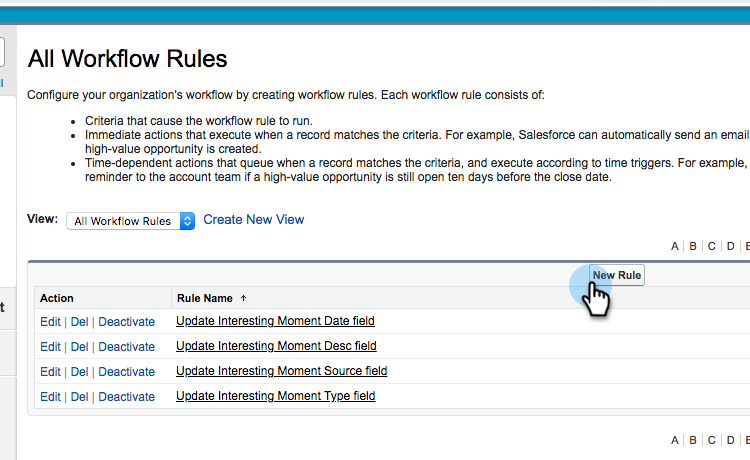 All Workflow Rules
Configure your organization's workflow by creating workflow rules. Each workflow rule consists of:
• Criteria that cause the workflow rule to run.
• Immediate actions that execute when a record matches the criteria. For example, Salesforce can automatically send an email
high-value opportunity is created.
• Time-dependent actions that queue when a record matches the criteria, and execute according to time triggers. For example,
reminder to the account team if a high-value opportunity is still open ten days before the close date.
View: All Workflow Rules Create New View
A | B | C | D |
New Rule
Action Rule Name ↑
Edit | Del | Deactivate Update Interesting Moment Date field
Edit | Del | Deactivate Update Interesting Moment Desc field
Edit | Del | Deactivate Update Interesting Moment Source field
Edit | Del | Deactivate Update Interesting Moment Type field
A | B | C | D |